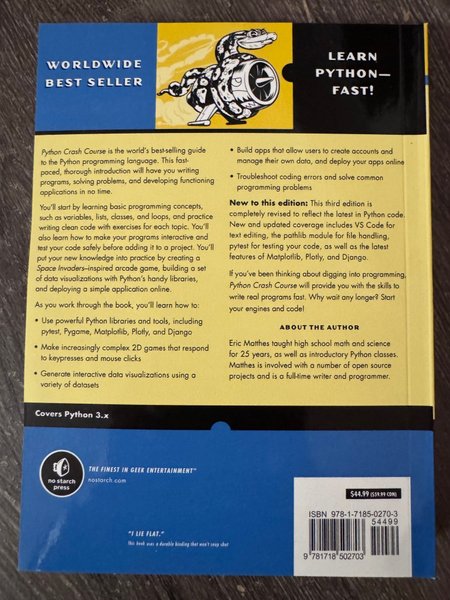 WORLDWIDE
BEST SELLER
LEARN
PYTHON—
FAST!
Python Crash Course is the world's best-selling guide
to the Python programming language. This fast-
paced, thorough introduction will have you writing
programs, solving problems, and developing functioning
applications in no time.
You'll start by learning basic programming concepts,
such as variables, lists, classes, and loops, and practice
writing clean code with exercises for each topic. You'll
also learn how to make your programs interactive and
test your code safely before adding it to a project. You'll
put your new knowledge into practice by creating a
Space Invaders–inspired arcade game, building a set
of data visualizations with Python's handy libraries,
and deploying a simple application online.
As you work through the book, you'll learn how to:
• Use powerful Python libraries and tools, including
pytest, Pygame, Matplotlib, Plotly, and Django
• Make increasingly complex 2D games that respond
to keypresses and mouse clicks
• Generate interactive data visualizations using a
variety of datasets
• Build apps that allow users to create accounts and
manage their own data, and deploy your apps online
• Troubleshoot coding errors and solve common
programming problems
New to this edition: This third edition is
completely revised to reflect the latest in Python code.
New and updated coverage includes VS Code for
text editing, the pathlib module for file handling,
pytest for testing your code, as well as the latest
features of Matplotlib, Plotly, and Django.
If you've been thinking about digging into programming,
Python Crash Course will provide you with the skills to
write real programs fast. Why wait any longer? Start
your engines and code!
ABOUT THE AUTHOR
Eric Matthes taught high school math and science
for 25 years, as well as introductory Python classes.
Matthes is involved with a number of open source
projects and is a full-time writer and programmer.
Covers Python 3.x
no starch
press
THE FINEST IN GEEK ENTERTAINMENT™
nostarch.com
"I LIE FLAT."
This book uses a durable binding that won't snap shut
$44.99 ($59.99 CDN)
ISBN 978-1-7185-0270-3
54499
9 781718 502703